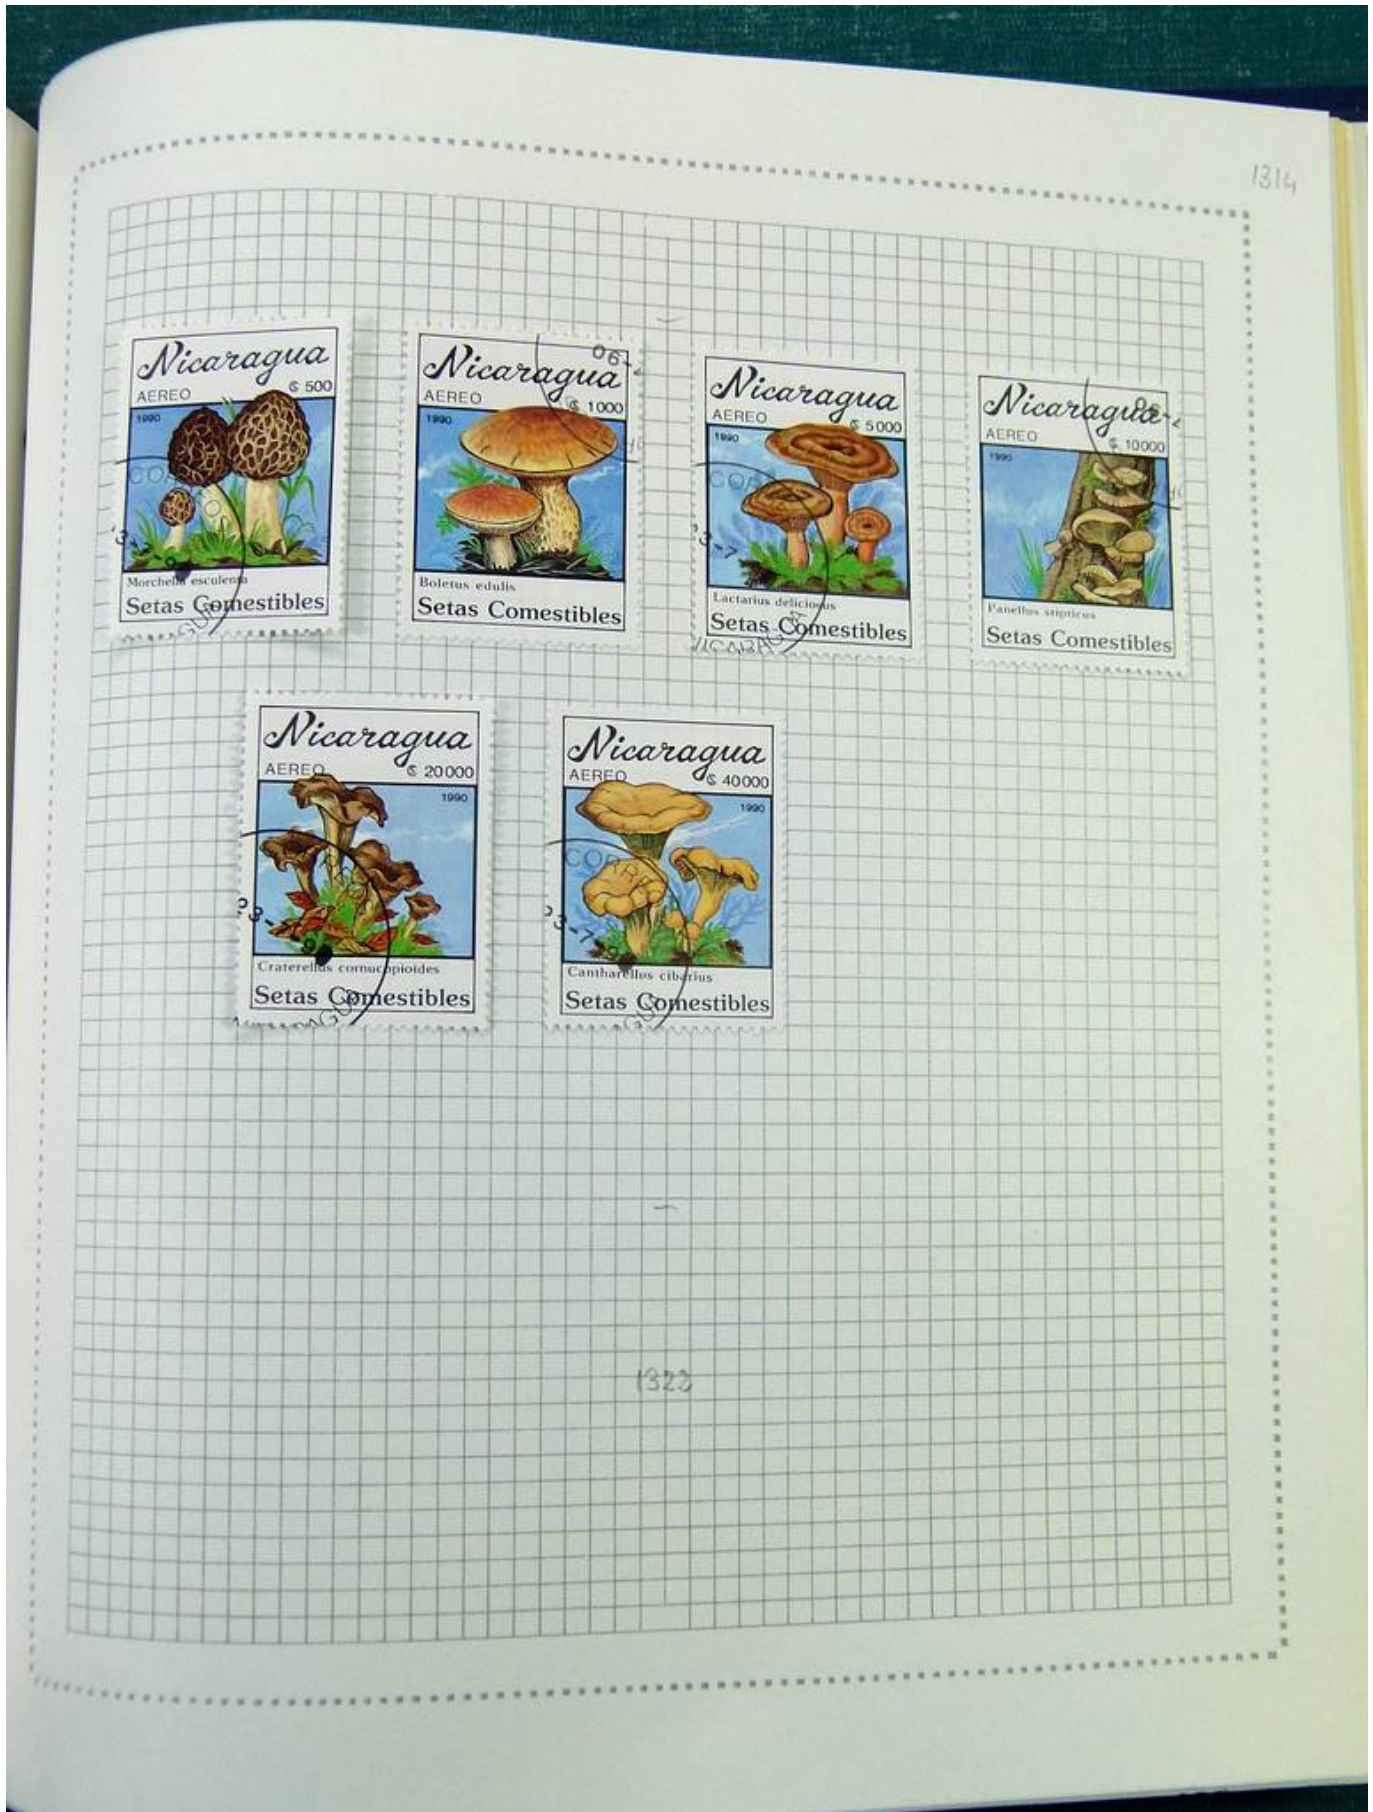 1314
Nicaragua
AEREO
₡ 500
1990
Morchella esculenta
Setas Comestibles
Nicaragua
AEREO
₡ 1000
1990
Boletus edulis
Setas Comestibles
Nicaragua
AEREO
₡ 5000
1990
Lactarius deliciosus
Setas Comestibles
Nicaragua
AEREO
₡ 10000
1990
Panellus stipticus
Setas Comestibles
Nicaragua
AEREO
₡ 20000
1990
Craterellus cornucopioides
Setas Comestibles
Nicaragua
AEREO
₡ 40000
1990
Cantharellus cibarius
Setas Comestibles
1323